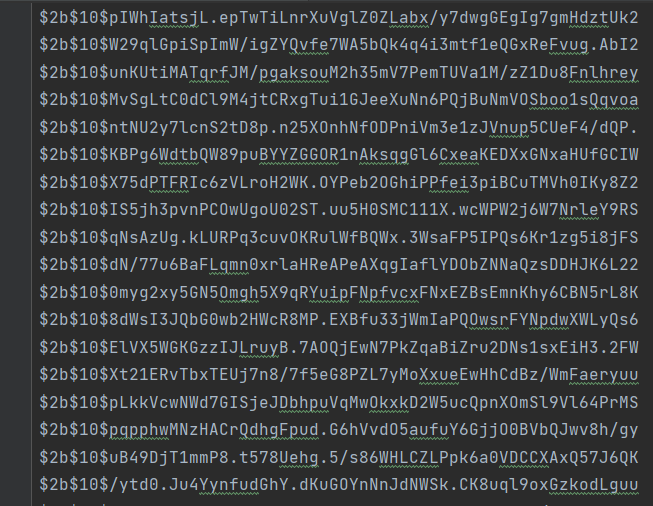 $2b$10$pIWhIatsjL.epTwTiLnrXuVglZ0ZLabx/y7dwgGEgIg7gmHdztUk2
$2b$10$W29qlGpiSpImW/igZYQvfe7WA5bQk4q4i3mtf1eQGxReFvug.AbI2
$2b$10$unKUtiMATqrfJM/pgaksouM2h35mV7PemTUVa1M/zZ1Du8Fnlhrey
$2b$10$MvSgLtC0dCl9M4jtCRxgTui1GJeeXuNn6PQjBuNmVOSboo1sQqvoa
$2b$10$ntNU2y7lcnS2tD8p.n25XOnhNfODPniVm3e1zJVnup5CUeF4/dQP.
$2b$10$KBPg6WdtbQW89puBYYZGGOR1nAksqgGl6CxeaKEDXxGNxaHUfGCIW
$2b$10$X75dPTFRIc6zVLroH2WK.OYPeb2OGhiPPfei3piBCuTMVh0IKy8Z2
$2b$10$IS5jh3pvnPCOwUgoU02ST.uu5H0SMC111X.wcWPW2j6W7NrleY9RS
$2b$10$qNsAzUg.kLURPq3cuvOKRulWfBQWx.3WsaFP5IPQs6Kr1zg5i8jFS
$2b$10$dN/77u6BaFLqmn0xrlaHReAPeAXqgIaflYDObZNNaQzsDDHJK6L22
$2b$10$0myg2xy5GN5Omgh5X9qRYuipFNpfvcxFNxEZBsEmnKhy6CBN5rL8K
$2b$10$8dWsI3JQbG0wb2HWcR8MP.EXBfu33jWmIaPQOwsrFYNpdwXWLyQs6
$2b$10$ElVX5WGKGzzIJLruyB.7AOQjEwN7PkZqaBiZru2DNs1sxEiH3.2FW
$2b$10$Xt21ERvTbxTEUj7n8/7f5eG8PZL7yMoXxueEwHhCdBz/WmFaeryuu
$2b$10$pLkkVcwNWd7GISjeJDbhpuVqMwOkxkD2W5ucQpnXOmSl9Vl64PrMS
$2b$10$pqpphwMNzHACrQdhgFpud.G6hVvdO5aufuY6GjjO0BVbQJwv8h/gy
$2b$10$uB49DjT1mmP8.t578Uehg.5/s86WHLCZLPpk6a0VDCCXAxQ57J6QK
$2b$10$/ytd0.Ju4YynfudGhY.dKuGOYnNnJdNWSk.CK8uql9oxGzkodLguu